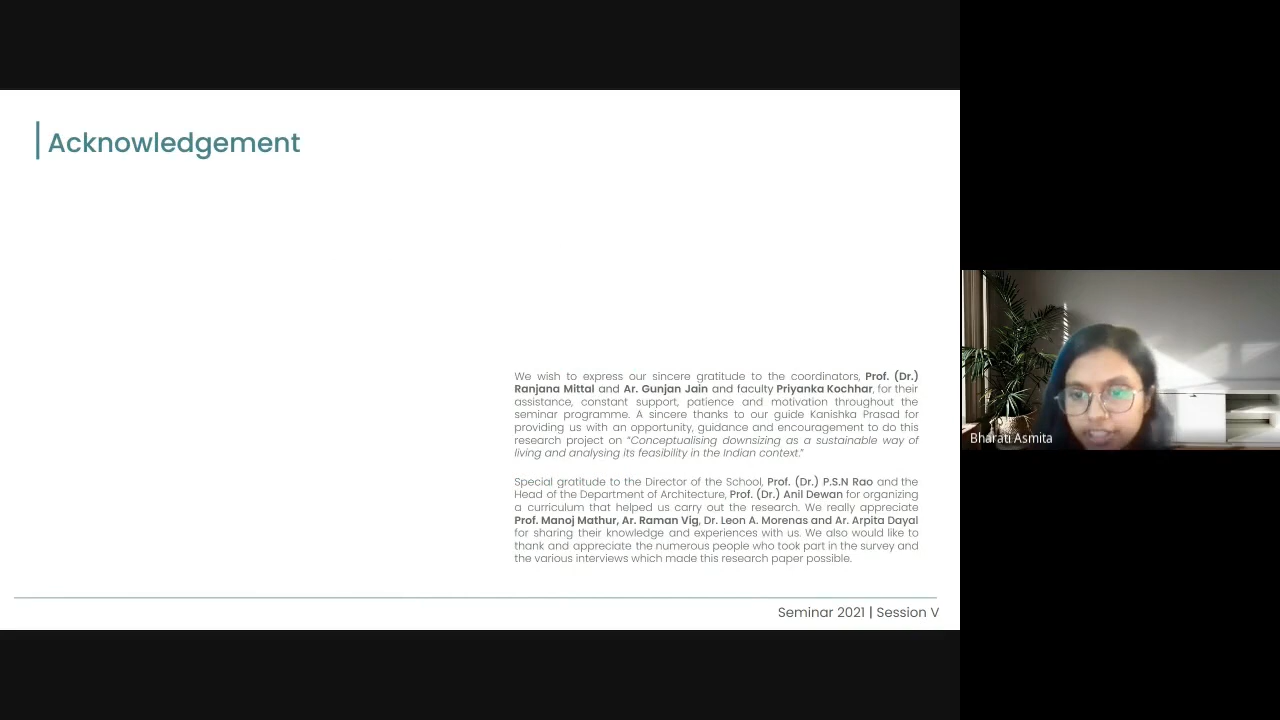 Acknowledgement
We wish to express our sincere gratitude to the coordinators, Prof. (Dr.)
Ranjana Mittal and Ar. Gunjan Jain and faculty Priyanka Kochhar, for their
assistance, constant support, patience and motivation throughout the
seminar programme. A sincere thanks to our guide Kanishka Prasad for
providing us with an opportunity, guidance and encouragement to do this
research project on “Conceptualising downsizing as a sustainable way of
living and analysing its feasibility in the Indian context.”
Special gratitude to the Director of the School, Prof. (Dr.) P.S.N Rao and the
Head of the Department of Architecture, Prof. (Dr.) Anil Dewan for organizing
a curriculum that helped us carry out the research. We really appreciate
Prof. Manoj Mathur, Ar. Raman Vig, Dr. Leon A. Morenas and Ar. Arpita Dayal
for sharing their knowledge and experiences with us. We also would like to
thank and appreciate the numerous people who took part in the survey and
the various interviews which made this research paper possible.
Seminar 2021 | Session V
Bharati Asmita